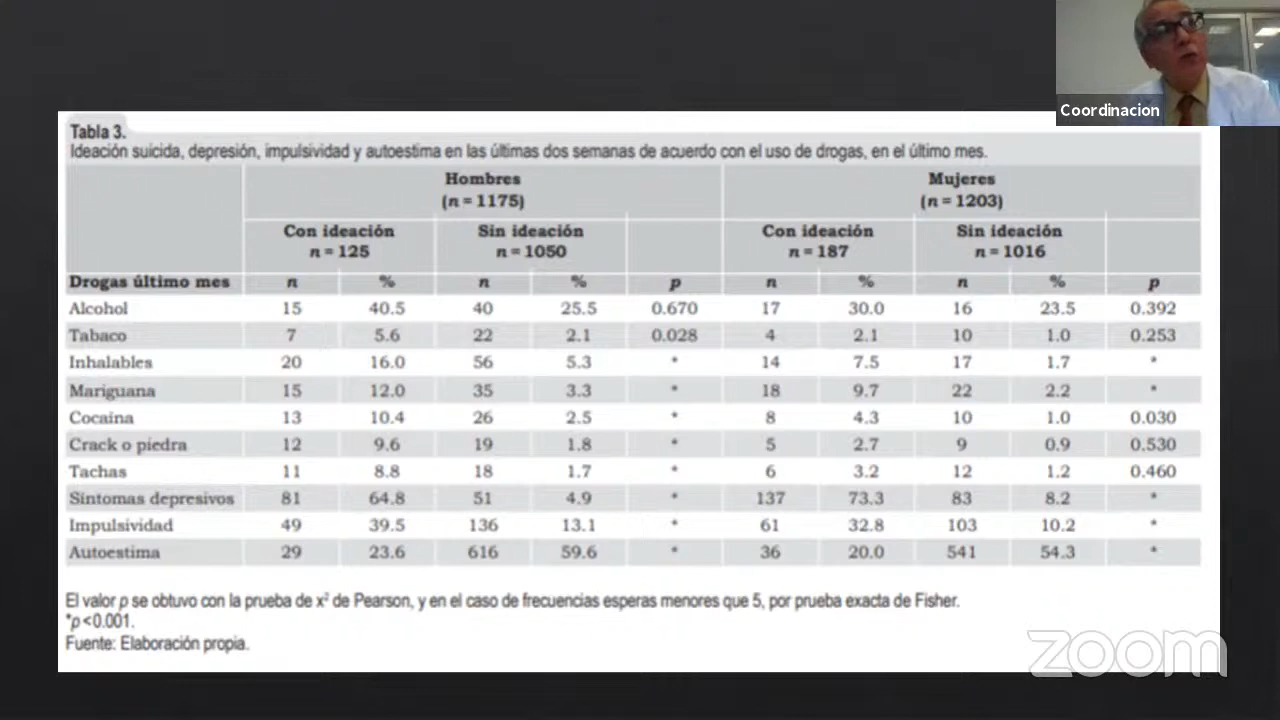 Coordinacion
Tabla 3.
Ideación suicida, depresión, impulsividad y autoestima en las últimas dos semanas de acuerdo con el uso de drogas, en el último mes.
Hombres Mujeres
(n = 1175) (n = 1203)
Con ideación Sin ideación Con ideación Sin ideación
n = 125 n = 1050 n = 187 n = 1016
Drogas último mes n % n % p n % n % p
Alcohol 15 40.5 40 25.5 0.670 17 30.0 16 23.5 0.392
Tabaco 7 5.6 22 2.1 0.028 4 2.1 10 1.0 0.253
Inhalables 20 16.0 56 5.3 * 14 7.5 17 1.7 *
Mariguana 15 12.0 35 3.3 * 18 9.7 22 2.2 *
Cocaína 13 10.4 26 2.5 * 8 4.3 10 1.0 0.030
Crack o piedra 12 9.6 19 1.8 * 5 2.7 9 0.9 0.530
Tachas 11 8.8 18 1.7 * 6 3.2 12 1.2 0.460
Síntomas depresivos 81 64.8 51 4.9 * 137 73.3 83 8.2 *
Impulsividad 49 39.5 136 13.1 * 61 32.8 103 10.2 *
Autoestima 29 23.6 616 59.6 * 36 20.0 541 54.3 *
El valor p se obtuvo con la prueba de x² de Pearson, y en el caso de frecuencias esperas menores que 5, por prueba exacta de Fisher.
*p<0.001.
Fuente: Elaboración propia.
zoom